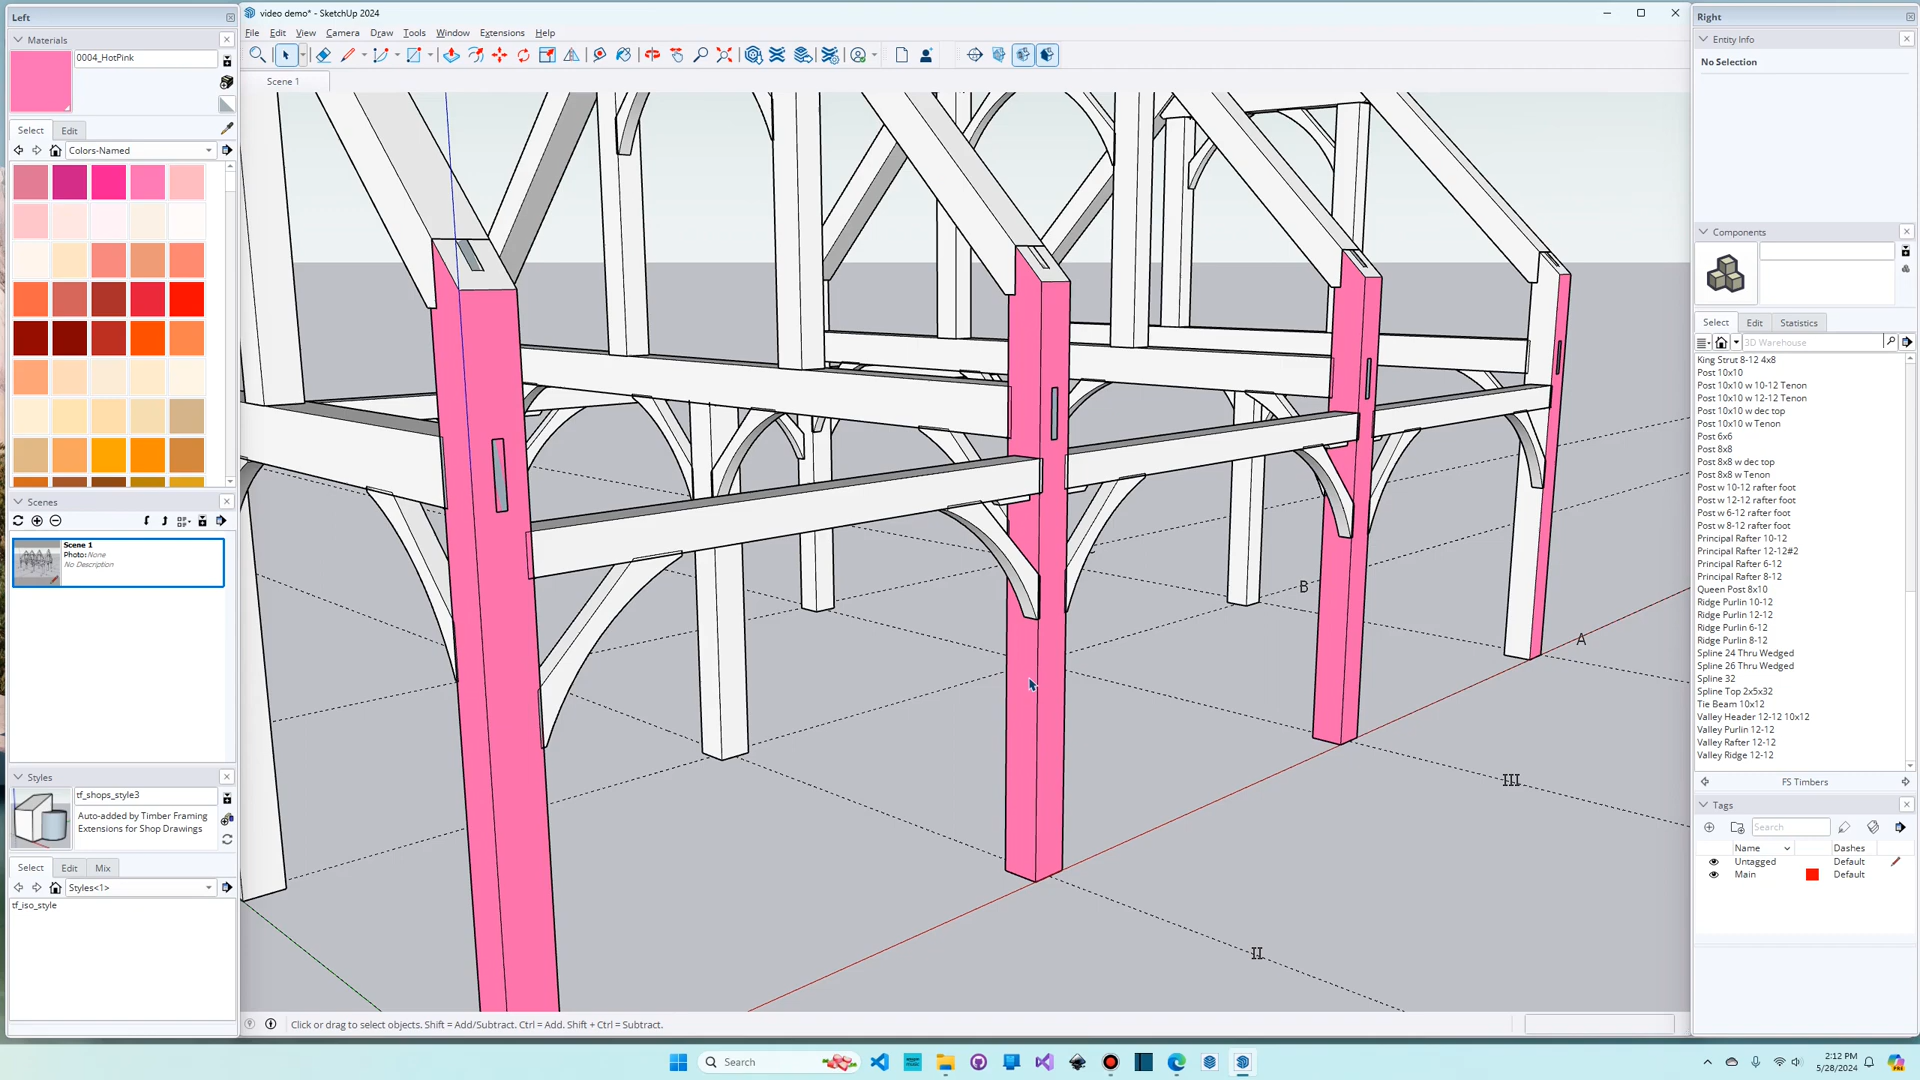 Left
Materials
0004_HotPink
Select
Edit
Colors-Named
Scenes
Scene 1
Photo: None
No Description
Styles
tf_shops_style3
Auto-added by Timber Framing
Extensions for Shop Drawings
Select
Edit
Mix
Styles<1>
tf_iso_style
video demo* - SketchUp 2024
File
Edit
View
Camera
Draw
Tools
Window
Extensions
Help
Scene 1
B
A
III
II
Click or drag to select objects. Shift = Add/Subtract. Ctrl = Add. Shift + Ctrl = Subtract.
Right
Entity Info
No Selection
Components
Select
Edit
Statistics
3D Warehouse
King Strut 8-12 4x8
Post 10x10
Post 10x10 w 10-12 Tenon
Post 10x10 w 12-12 Tenon
Post 10x10 w dec top
Post 10x10 w Tenon
Post 6x6
Post 8x8
Post 8x8 w dec top
Post 8x8 w Tenon
Post w 10-12 rafter foot
Post w 12-12 rafter foot
Post w 6-12 rafter foot
Post w 8-12 rafter foot
Principal Rafter 10-12
Principal Rafter 12-12#2
Principal Rafter 6-12
Principal Rafter 8-12
Queen Post 8x10
Ridge Purlin 10-12
Ridge Purlin 12-12
Ridge Purlin 6-12
Ridge Purlin 8-12
Spline 24 Thru Wedged
Spline 26 Thru Wedged
Spline 32
Spline Top 2x5x32
Tie Beam 10x12
Valley Header 12-12 10x12
Valley Purlin 12-12
Valley Rafter 12-12
Valley Ridge 12-12
FS Timbers
Tags
Search
Name
Dashes
Untagged
Default
Main
Default
Search
2:12 PM
5/28/2024